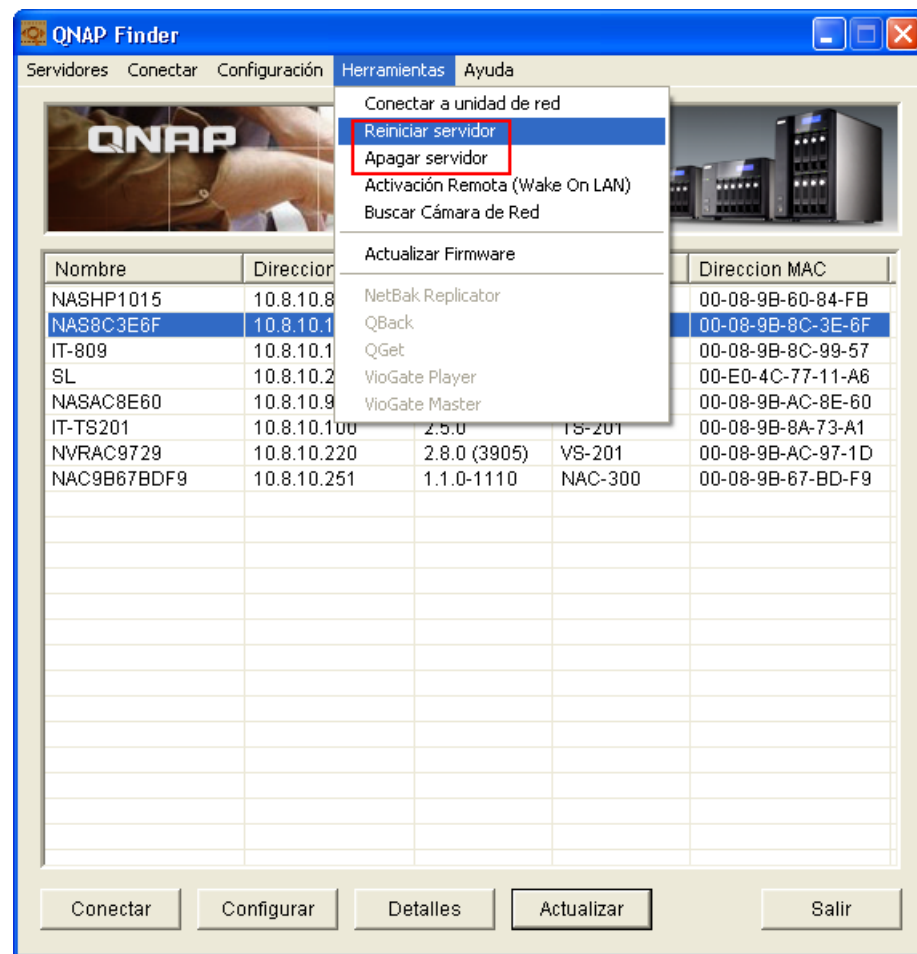 QNAP Finder
Servidores Conectar Configuración Herramientas Ayuda
QNAP
Conectar a unidad de red
Reiniciar servidor
Apagar servidor
Activación Remota (Wake On LAN)
Buscar Cámara de Red
Actualizar Firmware
NetBak Replicator
QBack
QGet
VioGate Player
VioGate Master
Nombre Direccion Direccion MAC
NASHP1015 10.8.10.8 00-08-9B-60-84-FB
NAS8C3E6F 10.8.10.1 00-08-9B-8C-3E-6F
IT-809 10.8.10.1 00-08-9B-8C-99-57
SL 10.8.10.2 00-E0-4C-77-11-A6
NASAC8E60 10.8.10.9 00-08-9B-AC-8E-60
IT-TS201 10.8.10.100 2.5.0 TS-201 00-08-9B-8A-73-A1
NVRAC9729 10.8.10.220 2.8.0 (3905) VS-201 00-08-9B-AC-97-1D
NAC9B67BDF9 10.8.10.251 1.1.0-1110 NAC-300 00-08-9B-67-BD-F9
Conectar Configurar Detalles Actualizar Salir